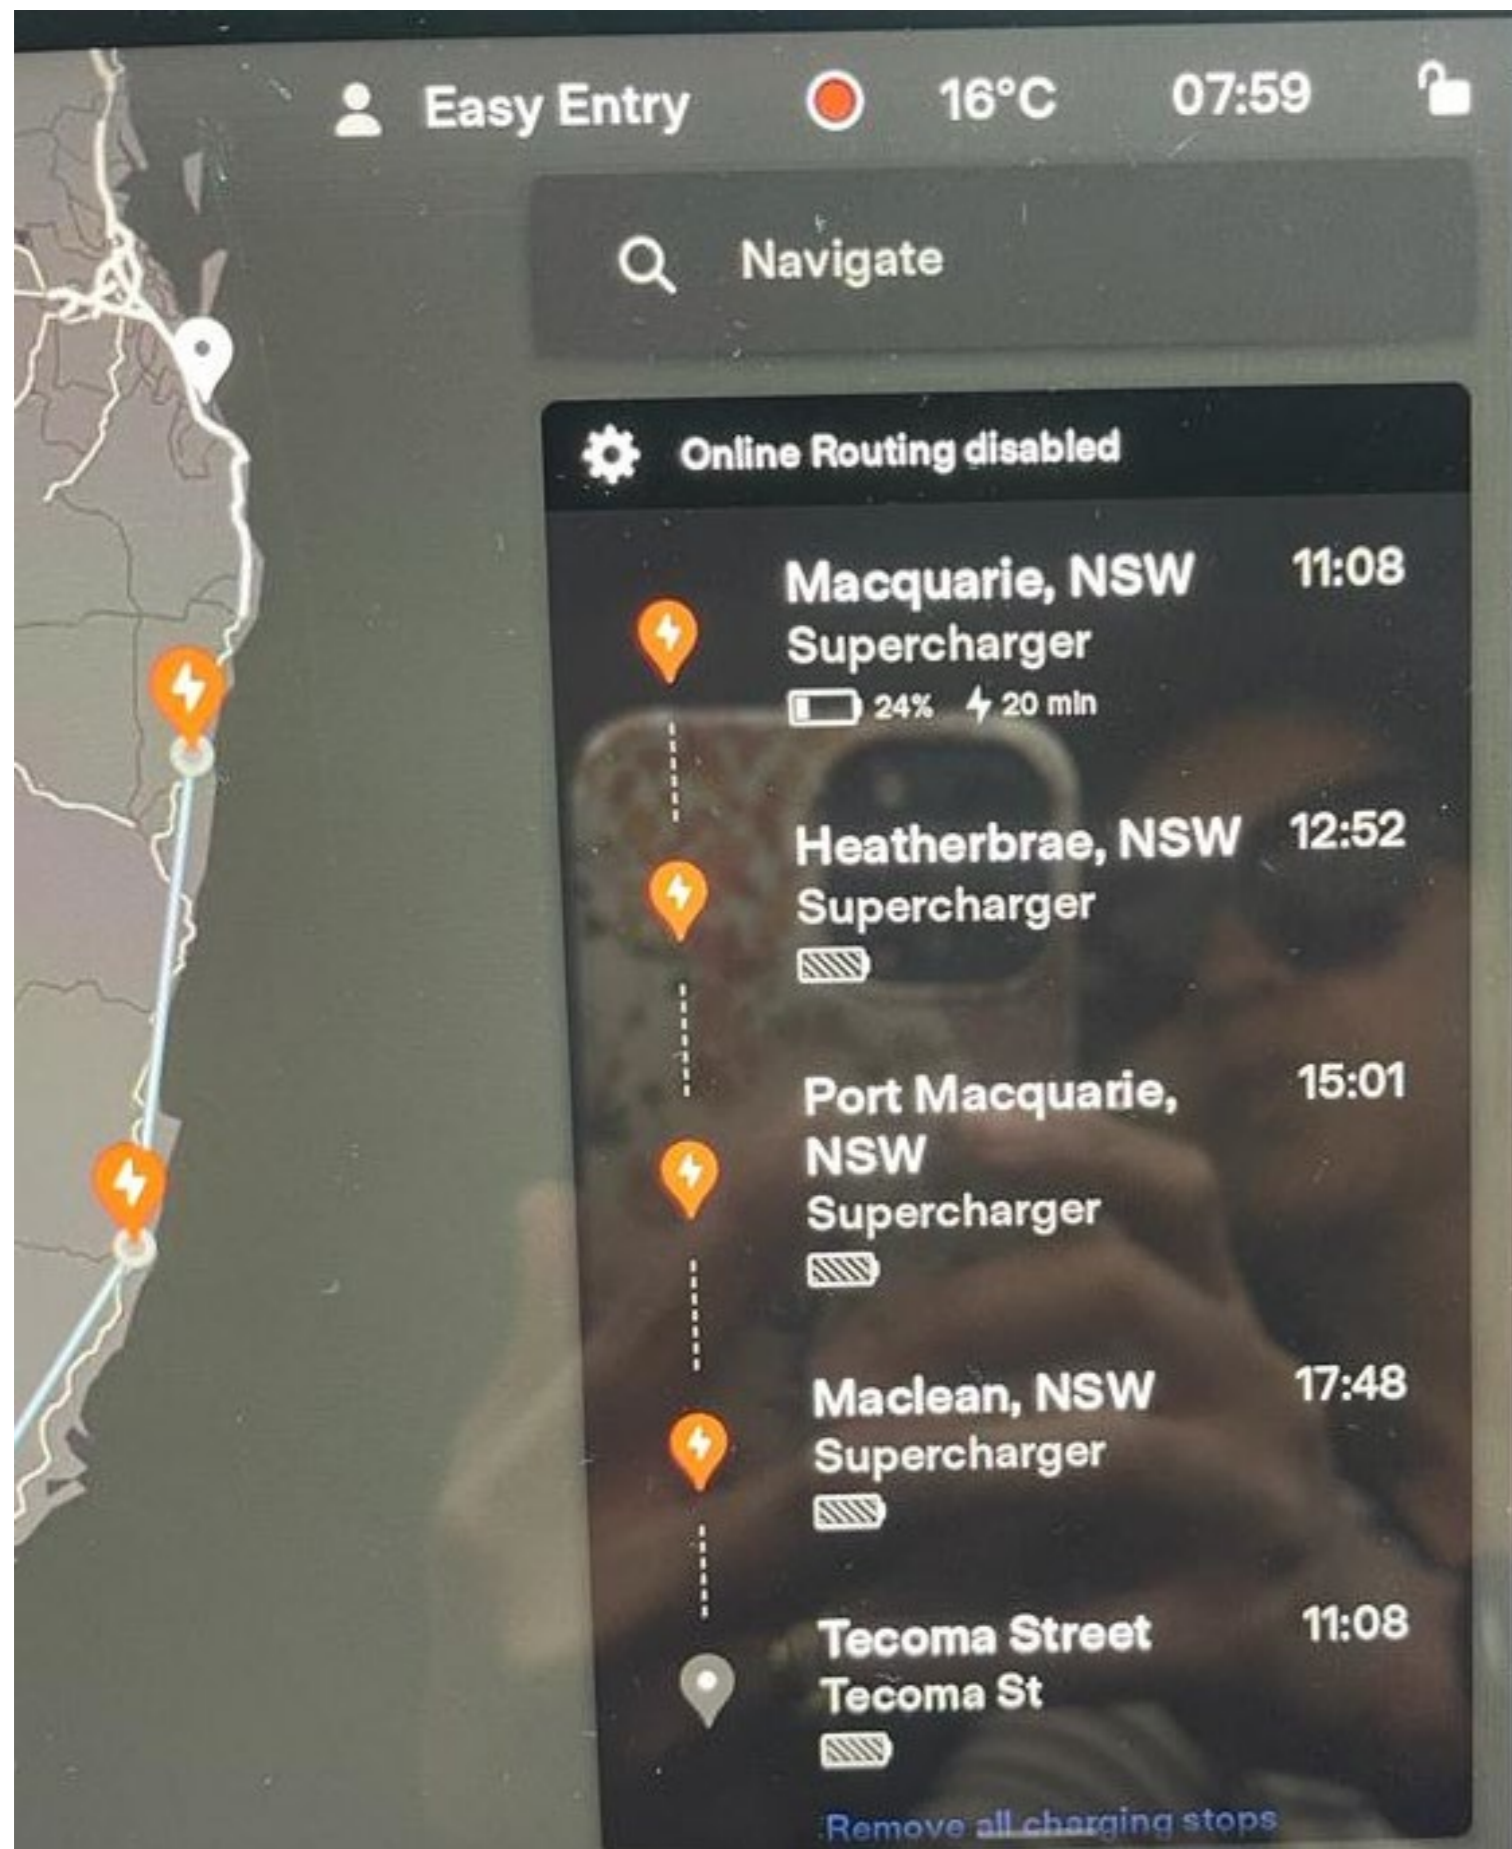 Easy Entry 16°C 07:59
Navigate
Online Routing disabled
Macquarie, NSW 11:08
Supercharger
24% 20 min
Heatherbrae, NSW 12:52
Supercharger
Port Macquarie, 15:01
NSW
Supercharger
Maclean, NSW 17:48
Supercharger
Tecoma Street 11:08
Tecoma St
Remove all charging stops